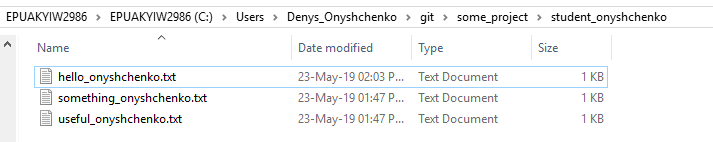 EPUAKYIW2986 > EPUAKYIW2986 (C:) > Users > Denys_Onyshchenko > git > some_project > student_onyshchenko
Name Date modified Type Size
hello_onyshchenko.txt 23-May-19 02:03 P... Text Document 1 KB
something_onyshchenko.txt 23-May-19 01:47 P... Text Document 1 KB
useful_onyshchenko.txt 23-May-19 01:47 P... Text Document 1 KB